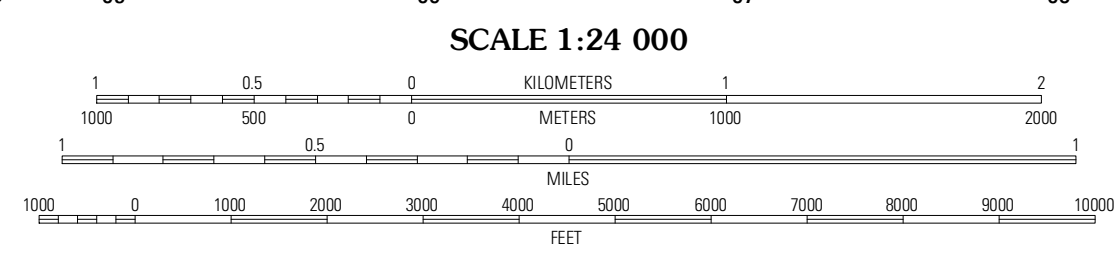 SCALE 1:24 000
1 0.5 0 KILOMETERS 1 2
1000 500 0 METERS 1000 2000
1 0.5 0 1
MILES
1000 0 1000 2000 3000 4000 5000 6000 7000 8000 9000 10000
FEET